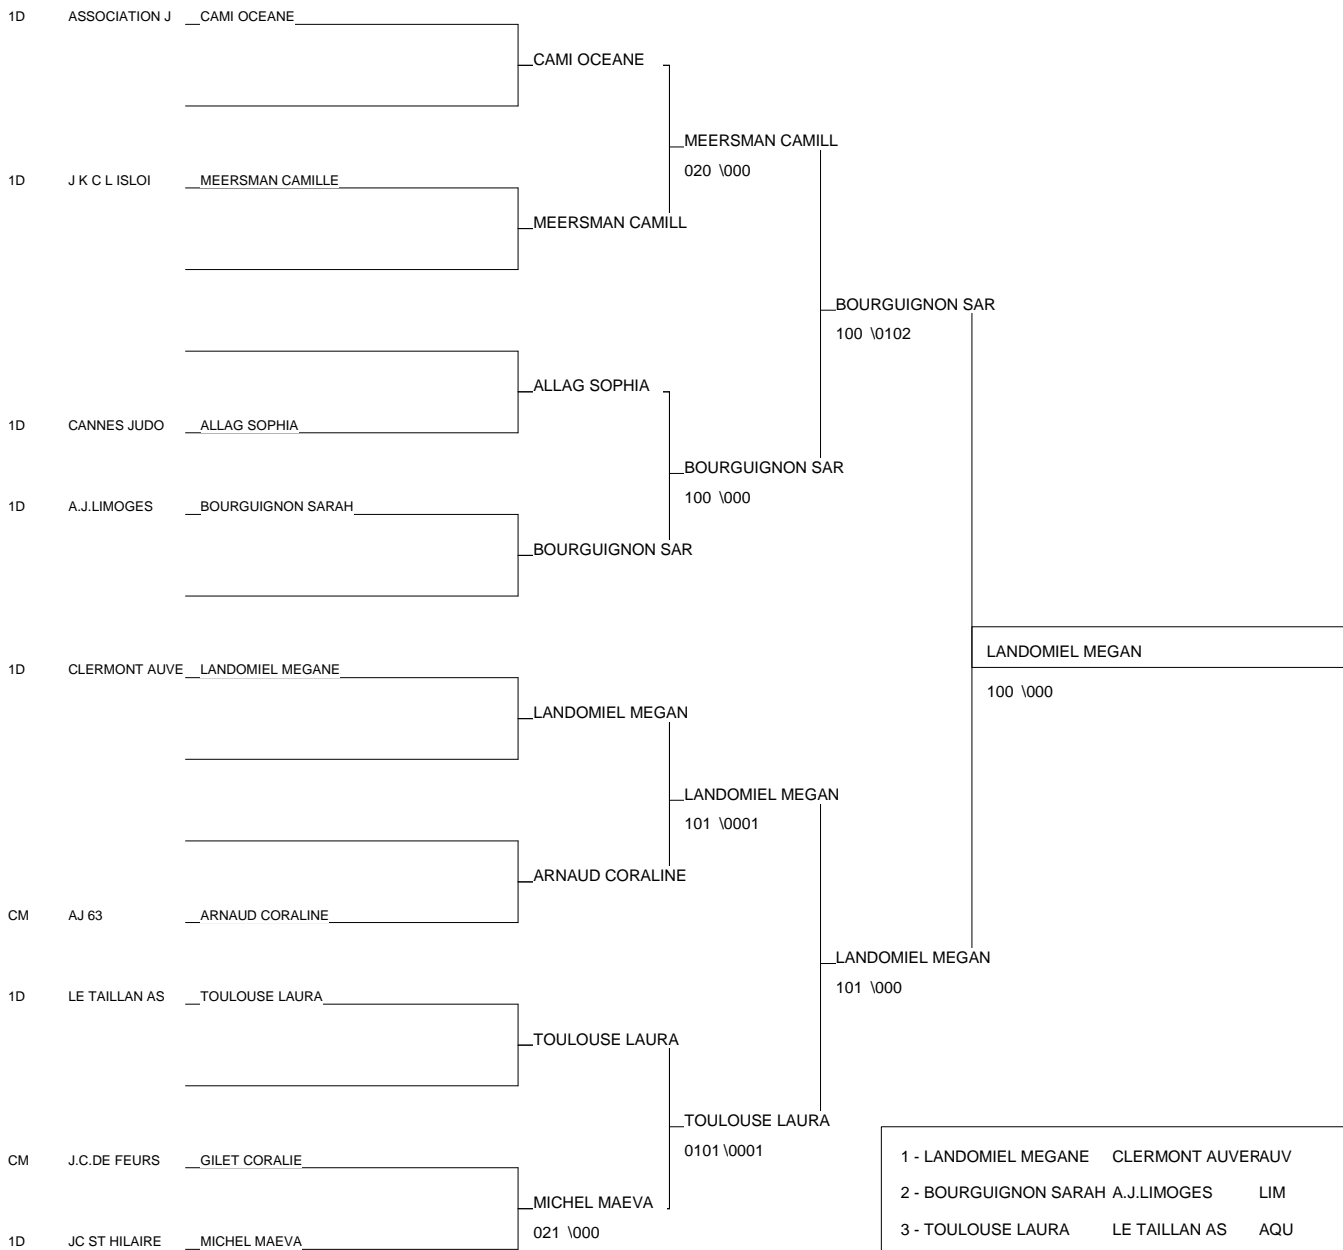 1D ASSOCIATION J CAMI OCEANE
CAMI OCEANE
MEERSMAN CAMILL
020 \000
1D J K C L ISLOI MEERSMAN CAMILLE
MEERSMAN CAMILL
BOURGUIGNON SAR
100 \0102
ALLAG SOPHIA
1D CANNES JUDO ALLAG SOPHIA
BOURGUIGNON SAR
100 \000
1D A.J.LIMOGES BOURGUIGNON SARAH
BOURGUIGNON SAR
LANDOMIEL MEGAN
100 \000
1D CLERMONT AUVE LANDOMIEL MEGANE
LANDOMIEL MEGAN
LANDOMIEL MEGAN
101 \0001
ARNAUD CORALINE
CM AJ 63 ARNAUD CORALINE
LANDOMIEL MEGAN
101 \000
1D LE TAILLAN AS TOULOUSE LAURA
TOULOUSE LAURA
TOULOUSE LAURA
0101 \0001
CM J.C.DE FEURS GILET CORALIE
MICHEL MAEVA
021 \000
1D JC ST HILAIRE MICHEL MAEVA
1 - LANDOMIEL MEGANE CLERMONT AUVERAUV
2 - BOURGUIGNON SARAH A.J.LIMOGES LIM
3 - TOULOUSE LAURA LE TAILLAN AS AQU